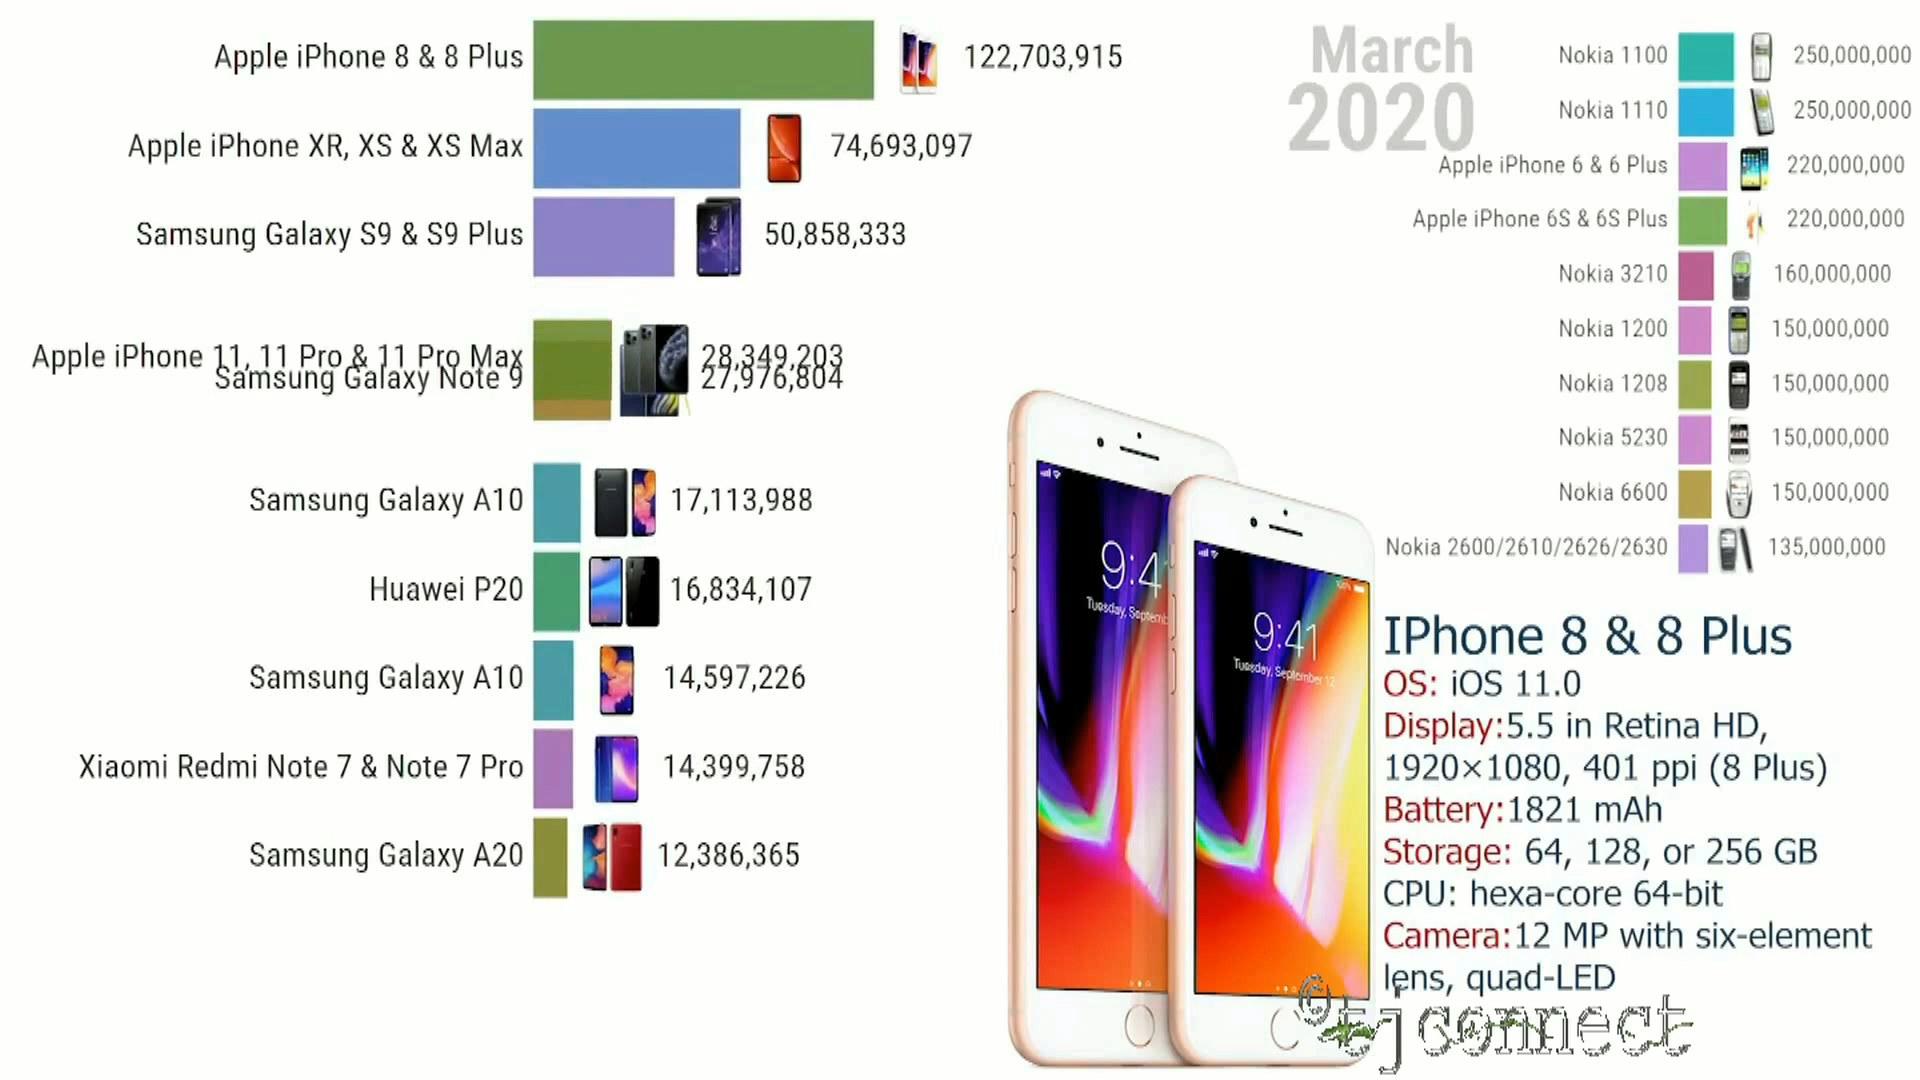 Apple iPhone 8 & 8 Plus 122,703,915
Apple iPhone XR, XS & XS Max 74,693,097
Samsung Galaxy S9 & S9 Plus 50,858,333
Apple iPhone 11, 11 Pro & 11 Pro Max 28,349,203
Samsung Galaxy Note 9 27,976,804
Samsung Galaxy A10 17,113,988
Huawei P20 16,834,107
Samsung Galaxy A10 14,597,226
Xiaomi Redmi Note 7 & Note 7 Pro 14,399,758
Samsung Galaxy A20 12,386,365
March
2020
Nokia 1100 250,000,000
Nokia 1110 250,000,000
Apple iPhone 6 & 6 Plus 220,000,000
Apple iPhone 6S & 6S Plus 220,000,000
Nokia 3210 160,000,000
Nokia 1200 150,000,000
Nokia 1208 150,000,000
Nokia 5230 150,000,000
Nokia 6600 150,000,000
Nokia 2600/2610/2626/2630 135,000,000
9:4
Tuesday, Septemb
9:41
Tuesday, September 12
IPhone 8 & 8 Plus
OS: iOS 11.0
Display:5.5 in Retina HD,
1920×1080, 401 ppi (8 Plus)
Battery:1821 mAh
Storage: 64, 128, or 256 GB
CPU: hexa-core 64-bit
Camera:12 MP with six-element
lens, quad-LED
©tjconnect